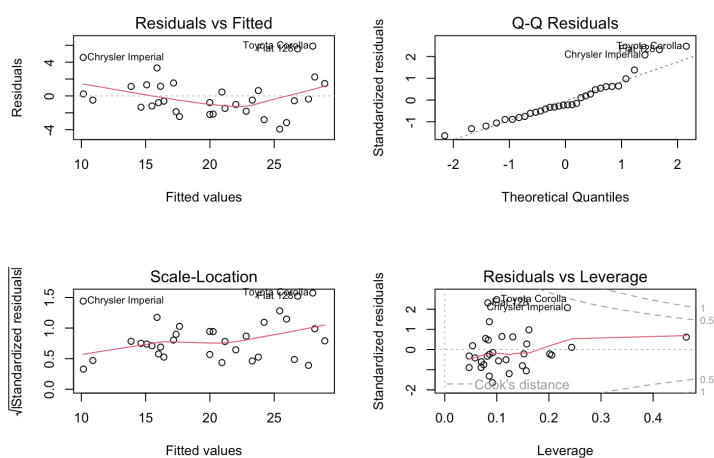 Residuals vs Fitted
Residuals
4
2
0
-4
Chrysler Imperial
Toyota Corolla
Fiat 128
10
15
20
25
Fitted values
Q-Q Residuals
Standardized residuals
2
1
0
-1
Toyota Corolla
Fiat 128
Chrysler Imperial
-2
-1
0
1
2
Theoretical Quantiles
Scale-Location
√|Standardized residuals|
1.5
1.0
0.5
0.0
Chrysler Imperial
Toyota Corolla
Fiat 128
10
15
20
25
Fitted values
Residuals vs Leverage
Standardized residuals
2
1
0
-2
Toyota Corolla
Fiat 128
Chrysler Imperial
Cook's distance
1
0.5
0.5
1
0.0
0.1
0.2
0.3
0.4
Leverage